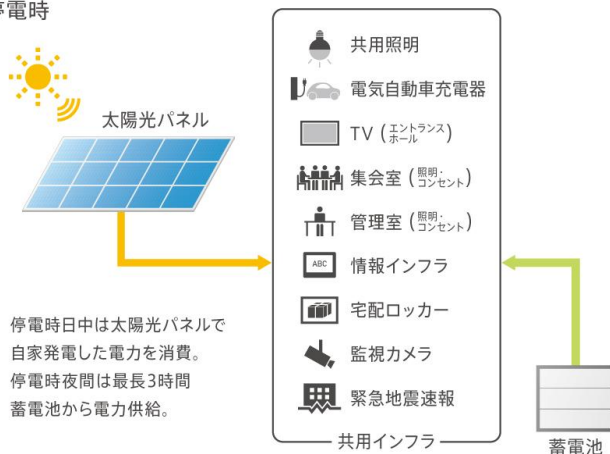 停電時
太陽光パネル
共用照明
電気自動車充電器
TV (エントランスホール)
集会室 (照明・コンセント)
管理室 (照明・コンセント)
ABC 情報インフラ
宅配ロッカー
監視カメラ
緊急地震速報
共用インフラ
停電時日中は太陽光パネルで
自家発電した電力を消費。
停電時夜間は最長3時間
蓄電池から電力供給。
蓄電池